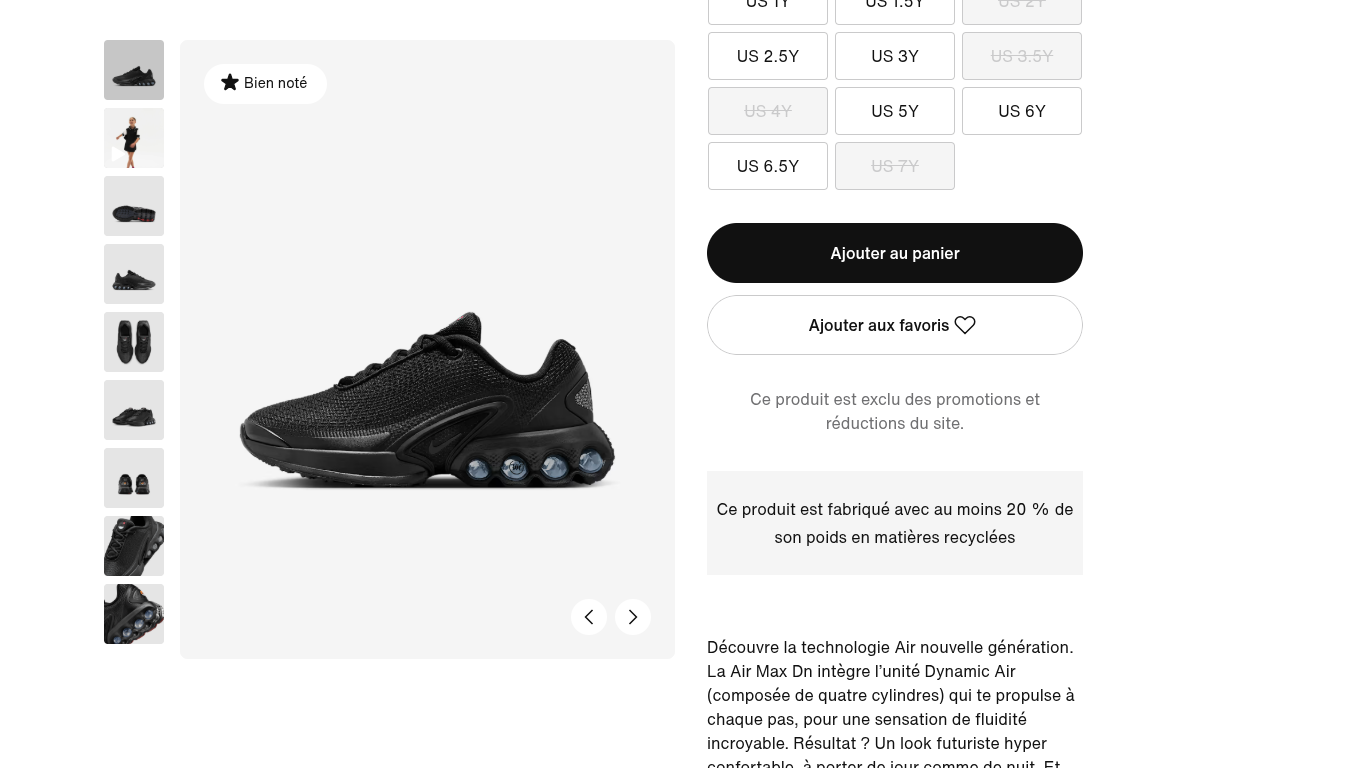 US 1Y
US 1.5Y
US 2Y
US 2.5Y
US 3Y
US 3.5Y
US 4Y
US 5Y
US 6Y
US 6.5Y
US 7Y
Bien noté
Ajouter au panier
Ajouter aux favoris
Ce produit est exclu des promotions et
réductions du site.
Ce produit est fabriqué avec au moins 20 % de
son poids en matières recyclées
Découvre la technologie Air nouvelle génération.
La Air Max Dn intègre l’unité Dynamic Air
(composée de quatre cylindres) qui te propulse à
chaque pas, pour une sensation de fluidité
incroyable. Résultat ? Un look futuriste hyper
confortable, à porter de jour comme de nuit. Et